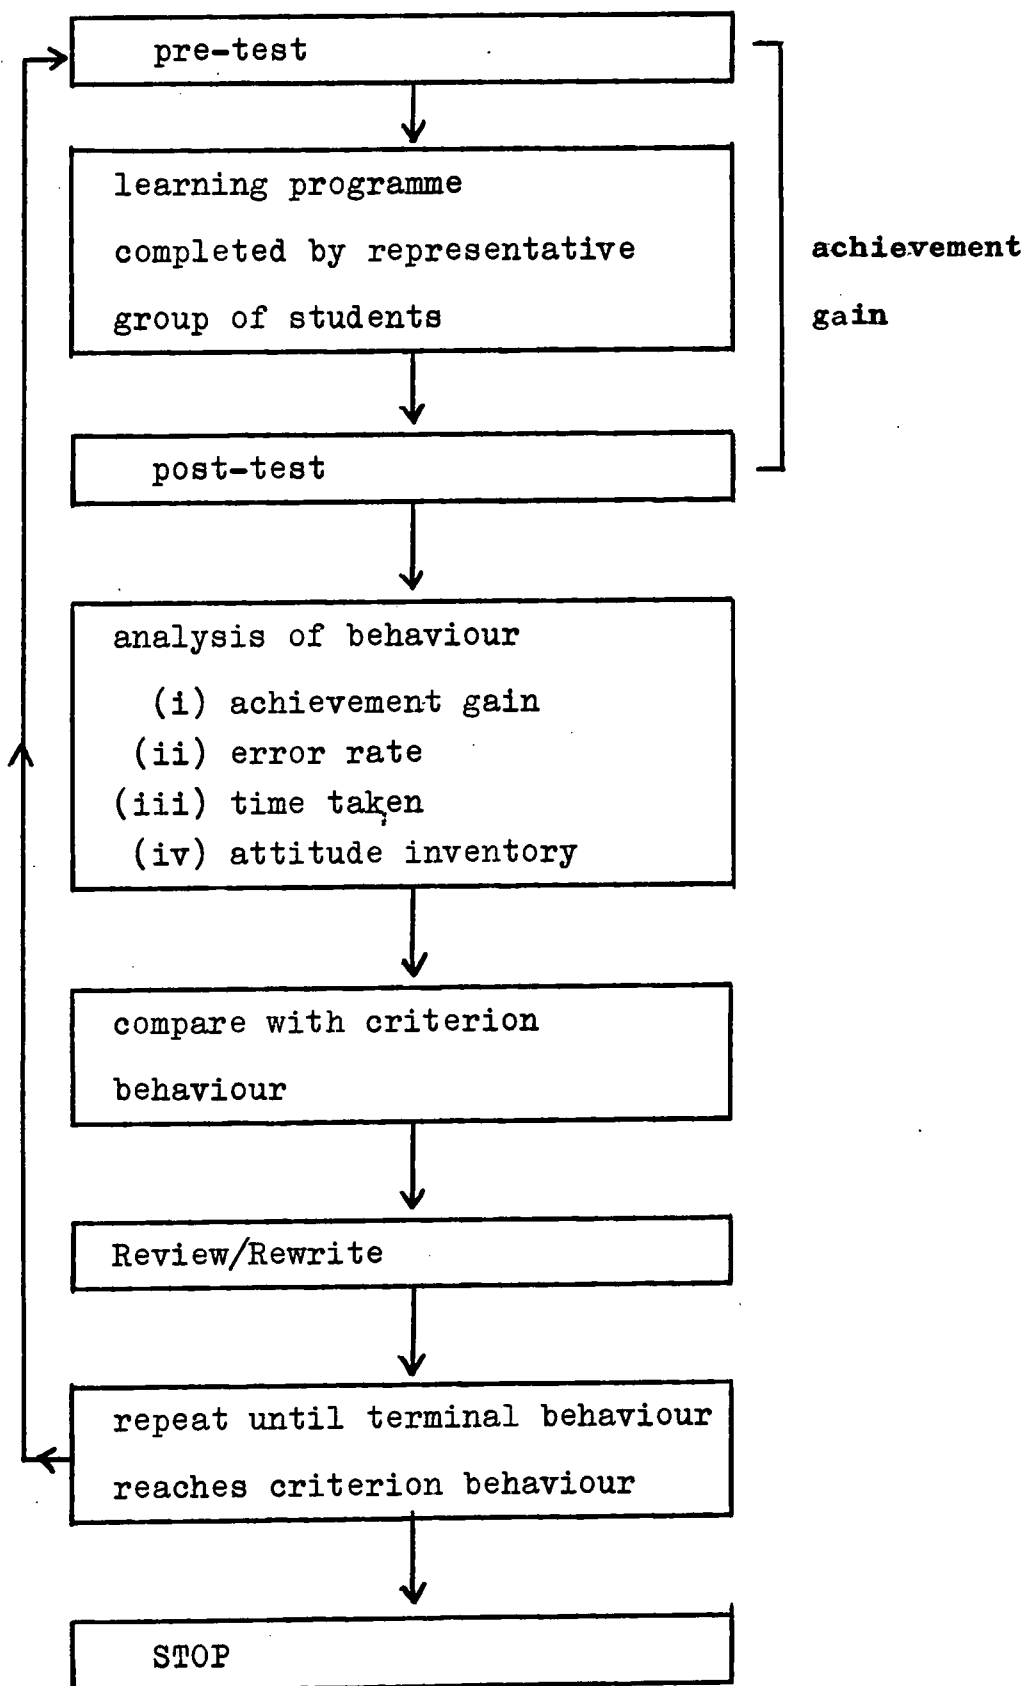 pre-test
learning programme
completed by representative
group of students
achievement
gain
post-test
analysis of behaviour
(i) achievement gain
(ii) error rate
(iii) time taken
(iv) attitude inventory
compare with criterion
behaviour
Review/Rewrite
repeat until terminal behaviour
reaches criterion behaviour
STOP